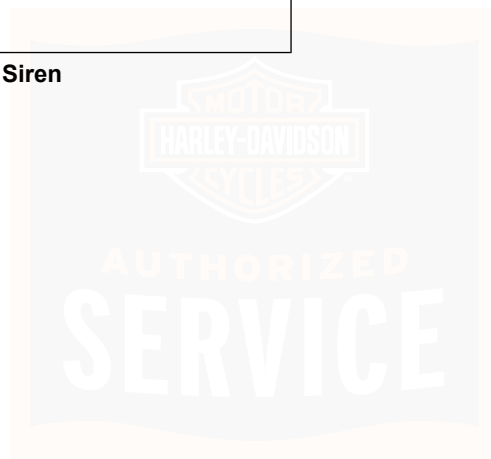 Siren
MOTOR
HARLEY-DAVIDSON
CYCLES
AUTHORIZED
SERVICE